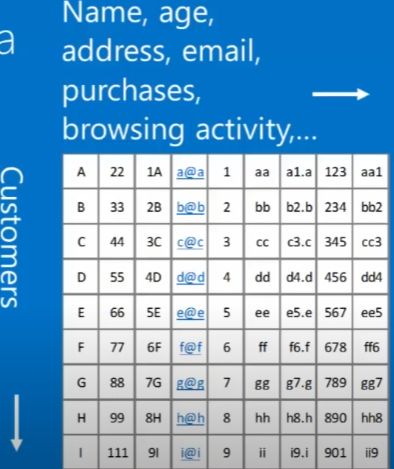 a
Name, age,
address, email,
purchases,
browsing activity,...
Customers
A 22 1A a@a 1 aa a1.a 123 aa1
B 33 2B b@b 2 bb b2.b 234 bb2
C 44 3C c@c 3 cc c3.c 345 cc3
D 55 4D d@d 4 dd d4.d 456 dd4
E 66 5E e@e 5 ee e5.e 567 ee5
F 77 6F f@f 6 ff f6.f 678 ff6
G 88 7G g@g 7 gg g7.g 789 gg7
H 99 8H h@h 8 hh h8.h 890 hh8
I 111 9I i@i 9 ii i9.i 901 ii9